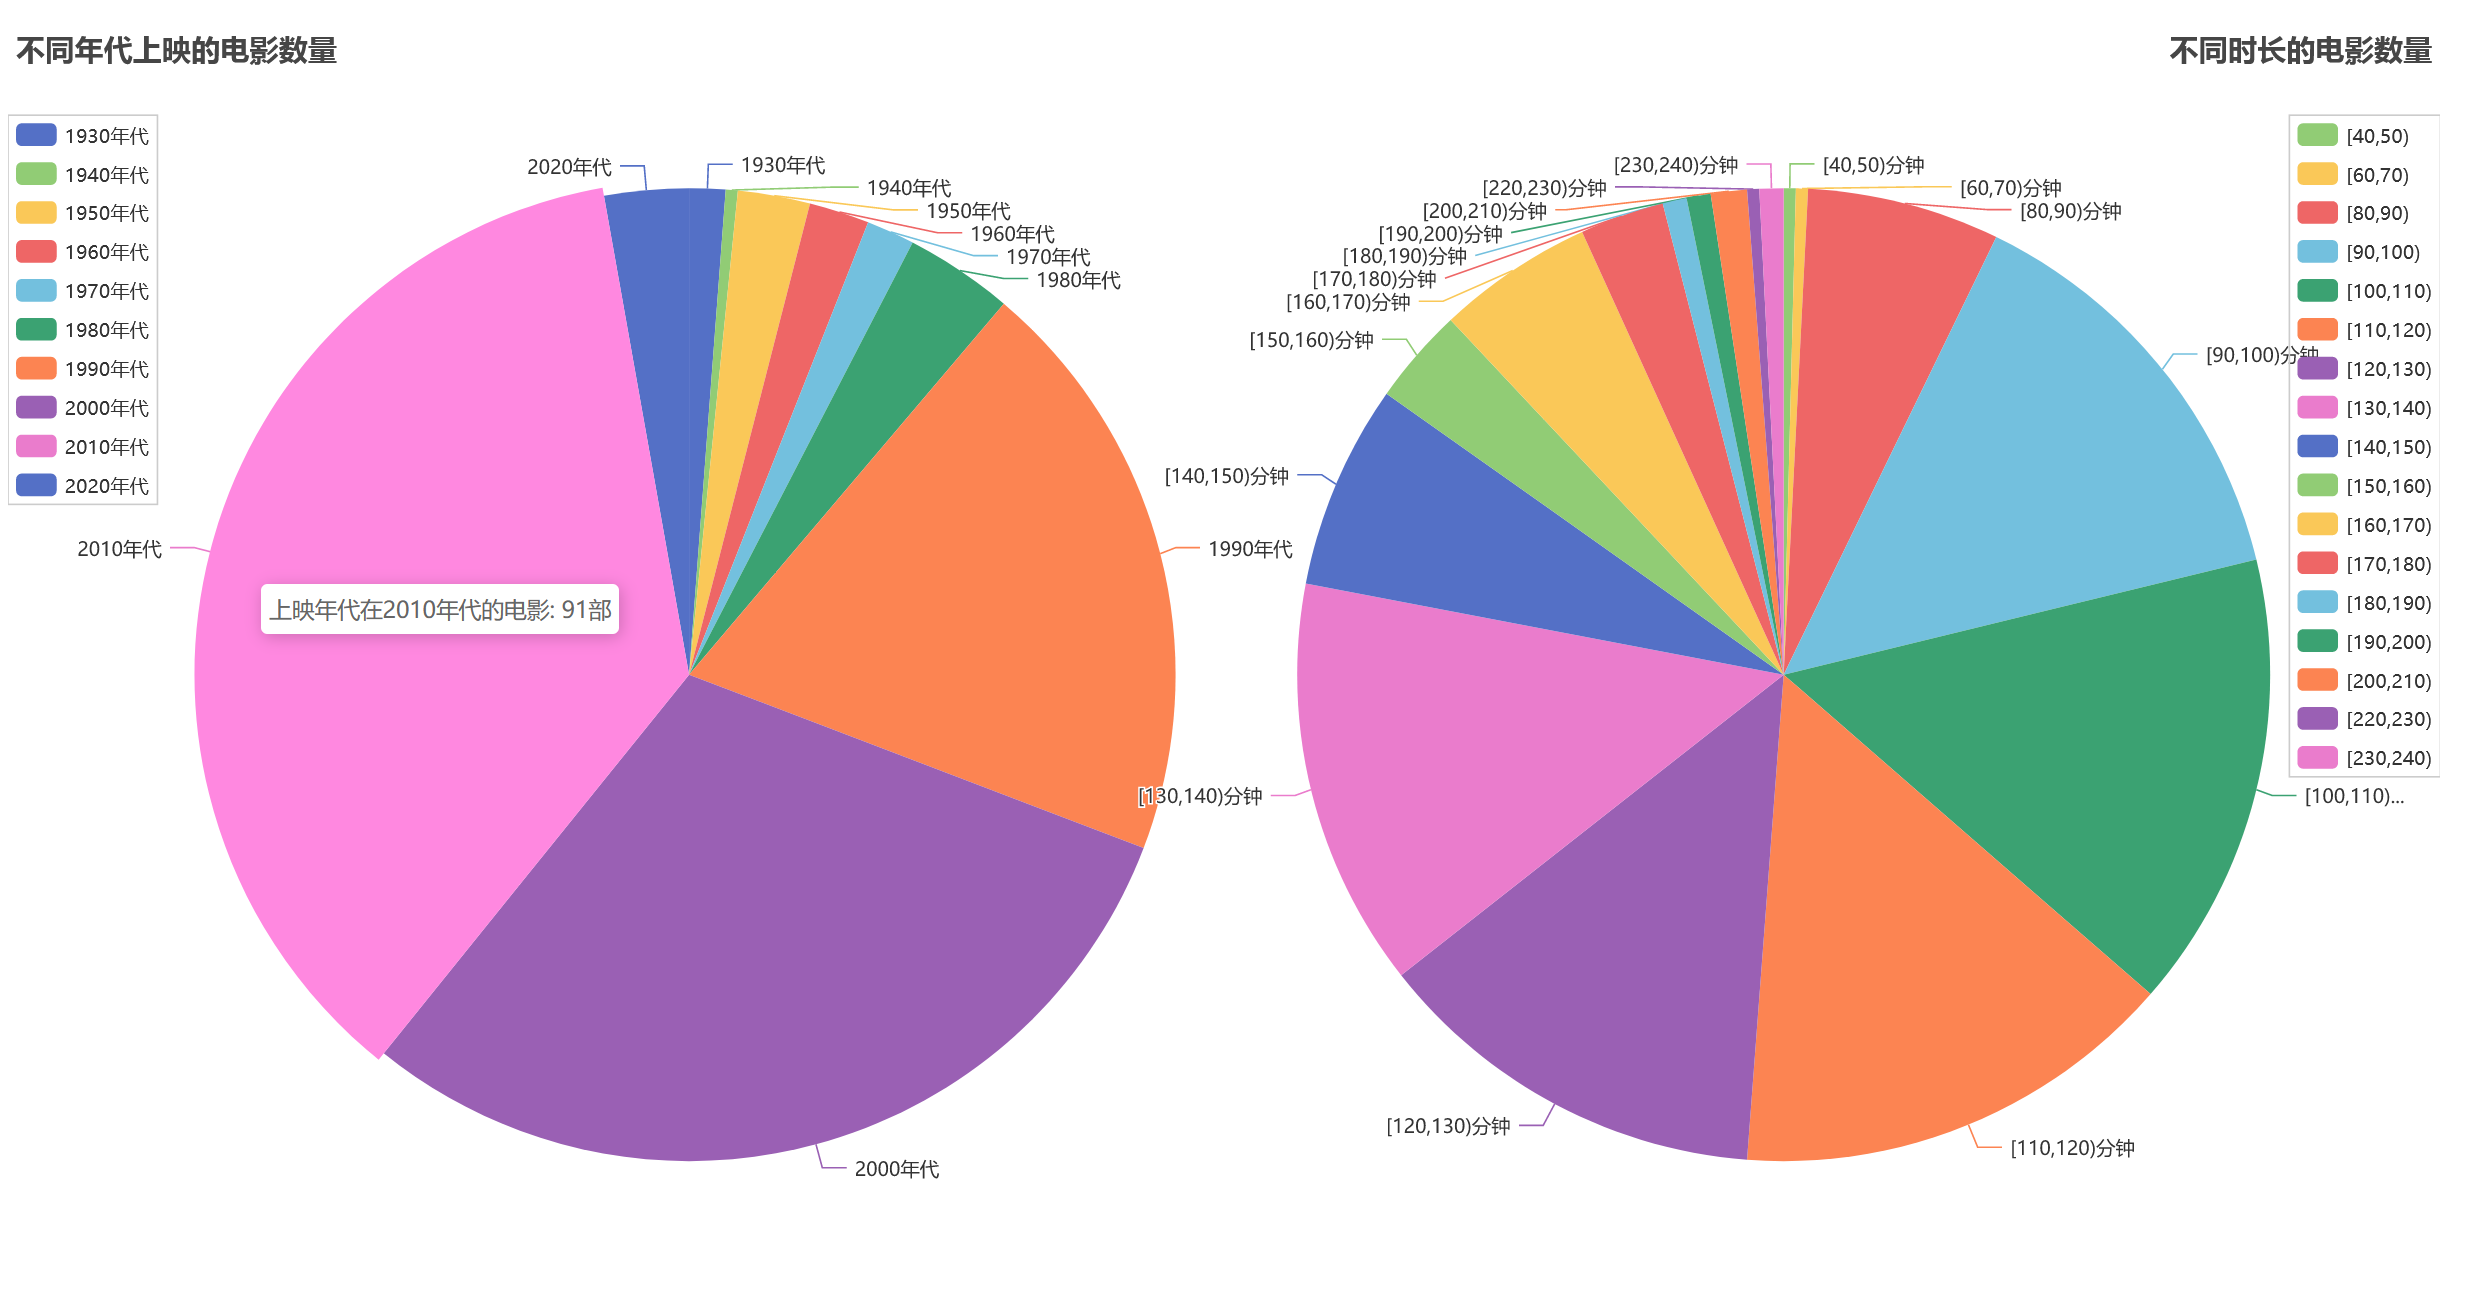 不同年代上映的电影数量
1930年代
1940年代
1950年代
1960年代
1970年代
1980年代
1990年代
2000年代
2010年代
2020年代
2020年代
1930年代
1940年代
1950年代
1960年代
1970年代
1980年代
1990年代
2010年代
上映年代在2010年代的电影: 91部
2000年代
不同时长的电影数量
[230,240)分钟
[40,50)分钟
[220,230)分钟
[60,70)分钟
[200,210)分钟
[80,90)分钟
[190,200)分钟
[180,190)分钟
[170,180)分钟
[160,170)分钟
[150,160)分钟
[90,100)分钟
[140,150)分钟
[130,140)分钟
[100,110)...
[120,130)分钟
[110,120)分钟
[40,50)
[60,70)
[80,90)
[90,100)
[100,110)
[110,120)
[120,130)
[130,140)
[140,150)
[150,160)
[160,170)
[170,180)
[180,190)
[190,200)
[200,210)
[220,230)
[230,240)